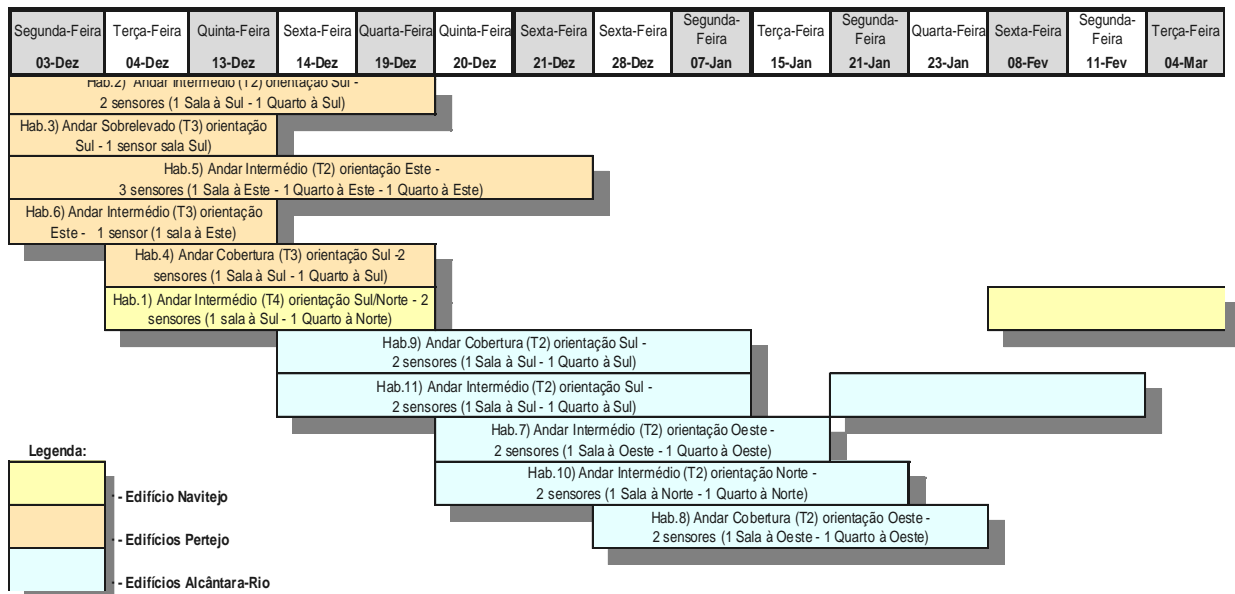 Segunda-Feira Terça-Feira Quinta-Feira Sexta-Feira Quarta-Feira Quinta-Feira Sexta-Feira Sexta-Feira Segunda-Feira Terça-Feira Segunda-Feira Quarta-Feira Sexta-Feira Segunda-Feira Terça-Feira
03-Dez 04-Dez 13-Dez 14-Dez 19-Dez 20-Dez 21-Dez 28-Dez 07-Jan 15-Jan 21-Jan 23-Jan 08-Fev 11-Fev 04-Mar
Hab.2) Andar Intermédio (T2) orientação Sul -
2 sensores (1 Sala à Sul - 1 Quarto à Sul)
Hab.3) Andar Sobrelevado (T3) orientação
Sul - 1 sensor sala Sul)
Hab.5) Andar Intermédio (T2) orientação Este -
3 sensores (1 Sala à Este - 1 Quarto à Este - 1 Quarto à Este)
Hab.6) Andar Intermédio (T3) orientação
Este - 1 sensor (1 sala à Este)
Hab.4) Andar Cobertura (T3) orientação Sul -2
sensores (1 Sala à Sul - 1 Quarto à Sul)
Hab.1) Andar Intermédio (T4) orientação Sul/Norte - 2
sensores (1 sala à Sul - 1 Quarto à Norte)
Hab.9) Andar Cobertura (T2) orientação Sul -
2 sensores (1 Sala à Sul - 1 Quarto à Sul)
Hab.11) Andar Intermédio (T2) orientação Sul -
2 sensores (1 Sala à Sul - 1 Quarto à Sul)
Hab.7) Andar Intermédio (T2) orientação Oeste -
2 sensores (1 Sala à Oeste - 1 Quarto à Oeste)
Hab.10) Andar Intermédio (T2) orientação Norte -
2 sensores (1 Sala à Norte - 1 Quarto à Norte)
Hab.8) Andar Cobertura (T2) orientação Oeste -
2 sensores (1 Sala à Oeste - 1 Quarto à Oeste)
Legenda:
- Edifício Navitejo
- Edifícios Pertejo
- Edifícios Alcântara-Rio